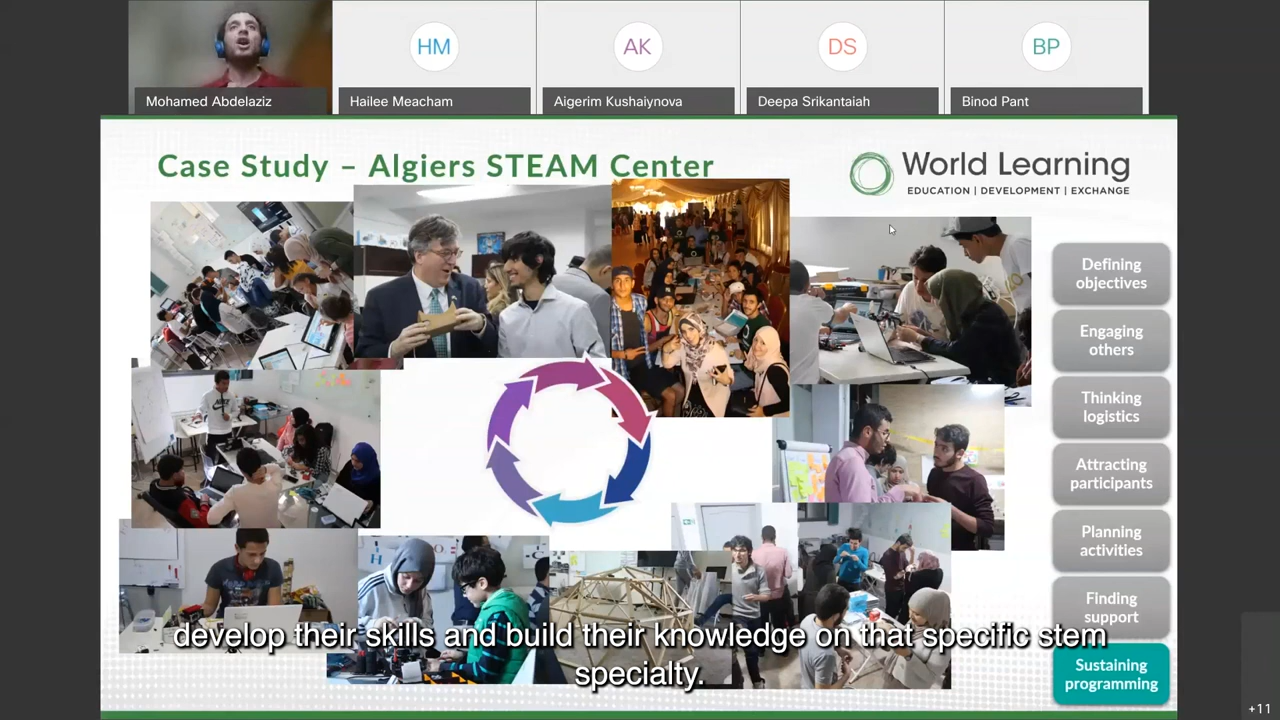 HM
AK
DS
BP
Mohamed Abdelaziz
Hailee Meacham
Aigerim Kushaiynova
Deepa Srikantaiah
Binod Pant
Case Study – Algiers STEAM Center
World Learning
EDUCATION | DEVELOPMENT | EXCHANGE
Defining
objectives
Engaging
others
Thinking
logistics
Attracting
participants
Planning
activities
Finding
support
Sustaining
programming
develop their skills and build their knowledge on that specific stem
specialty.
+11